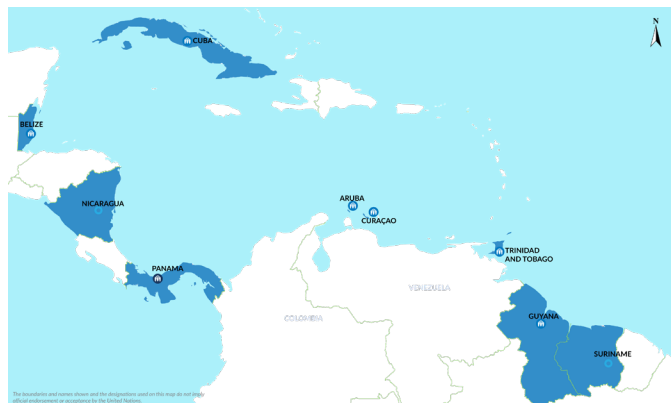 N
CUBA
BELIZE
NICARAGUA
ARUBA
CURAÇAO
TRINIDAD
AND TOBAGO
PANAMA
VENEZUELA
COLOMBIA
GUYANA
SURINAME
The boundaries and names shown and the designations used on this map do not imply
official endorsement or acceptance by the United Nations.